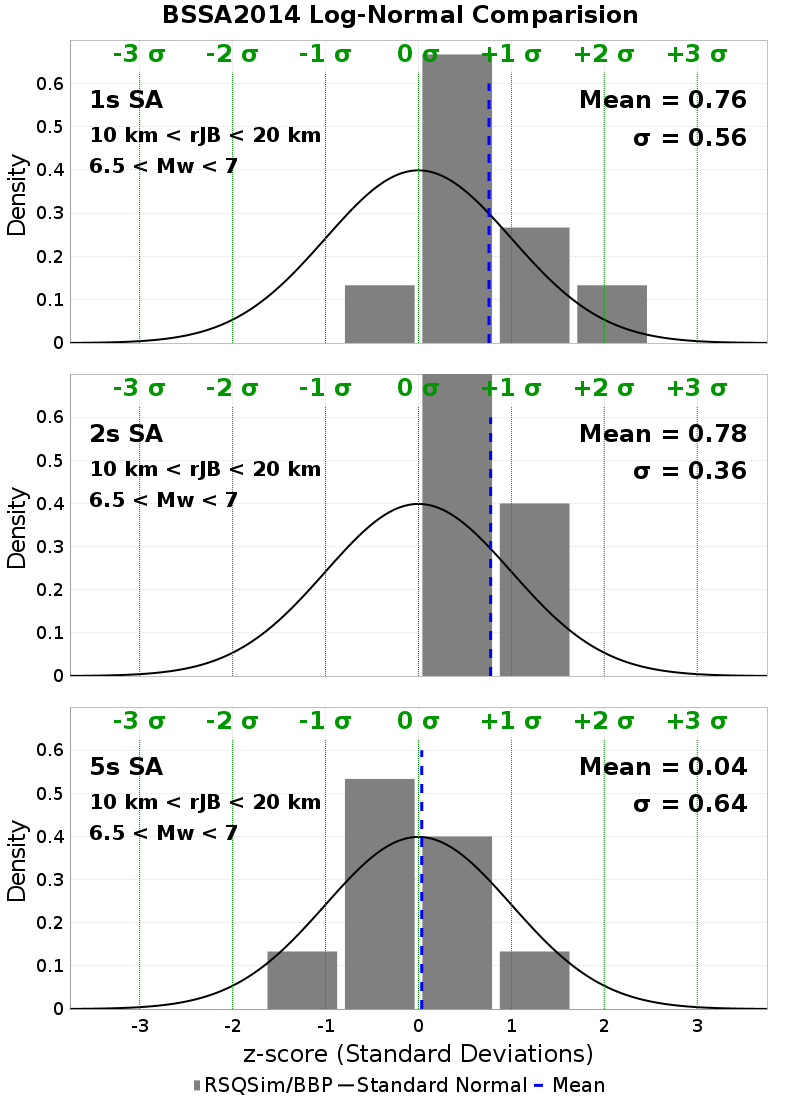 BSSA2014 Log-Normal Comparision
-3 σ -2 σ -1 σ 0 σ +1 σ +2 σ +3 σ
1s SA
10 km < rJB < 20 km
6.5 < Mw < 7
Mean = 0.76
σ = 0.56
Density
0.6
0.5
0.4
0.3
0.2
0.1
0
-3 σ -2 σ -1 σ 0 σ +1 σ +2 σ +3 σ
2s SA
10 km < rJB < 20 km
6.5 < Mw < 7
Mean = 0.78
σ = 0.36
Density
0.6
0.5
0.4
0.3
0.2
0.1
0
-3 σ -2 σ -1 σ 0 σ +1 σ +2 σ +3 σ
5s SA
10 km < rJB < 20 km
6.5 < Mw < 7
Mean = 0.04
σ = 0.64
Density
0.6
0.5
0.4
0.3
0.2
0.1
0
-3 -2 -1 0 1 2 3
z-score (Standard Deviations)
RSQSim/BBP Standard Normal Mean